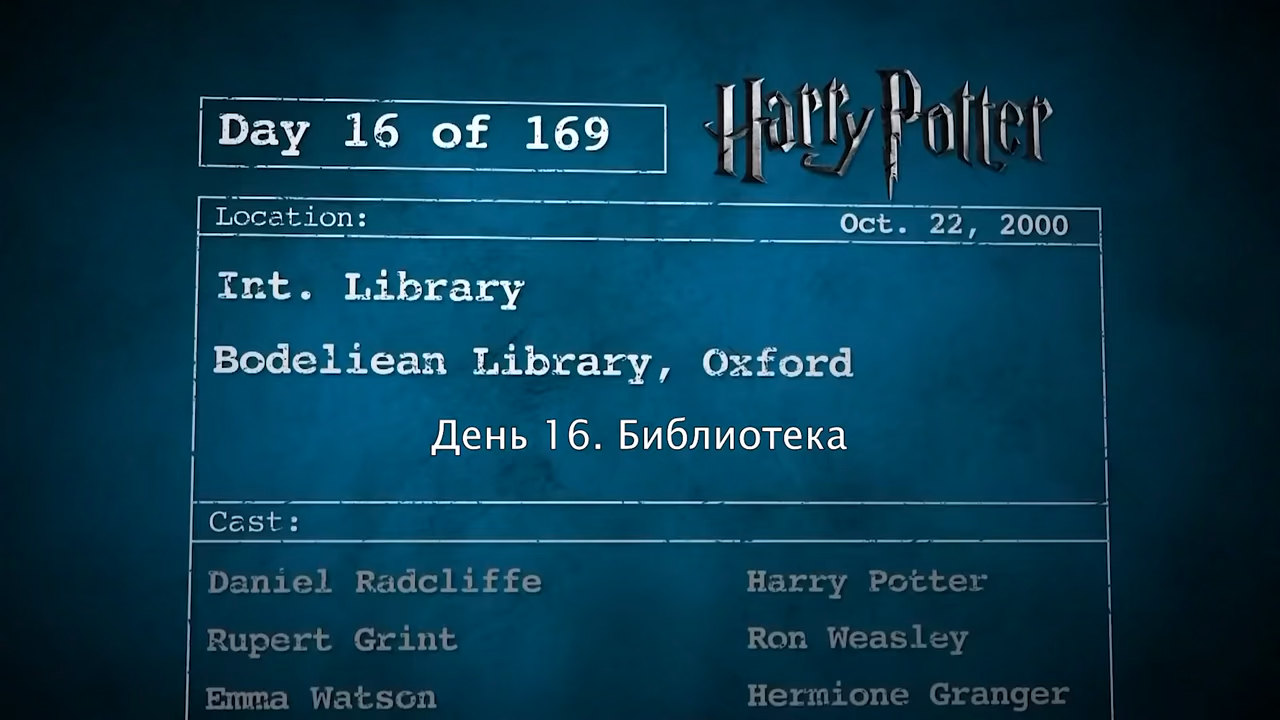 Day 16 of 169
Harry Potter
Location:
Oct. 22, 2000
Int. Library
Bodeliean Library, Oxford
День 16. Библиотека
Cast:
Daniel Radcliffe Harry Potter
Rupert Grint Ron Weasley
Emma Watson Hermione Granger